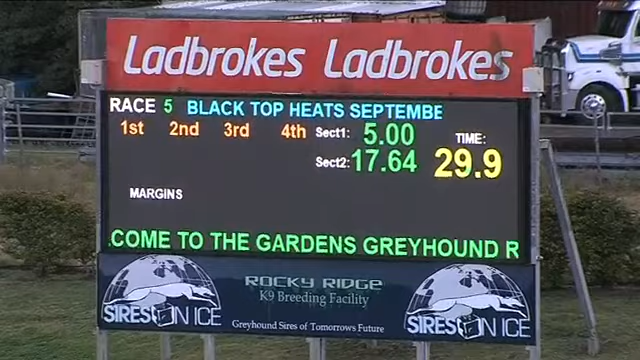 Ladbrokes Ladbrokes
RACE 5 BLACK TOP HEATS SEPTEMBE
1st 2nd 3rd 4th Sect1: 5.00 TIME:
Sect2: 17.64 29.9
MARGINS
.COME TO THE GARDENS GREYHOUND R
SIRES ON ICE
ROCKY RIDGE
K9 Breeding Facility
Greyhound Sires of Tomorrows Future
SIRES ON ICE